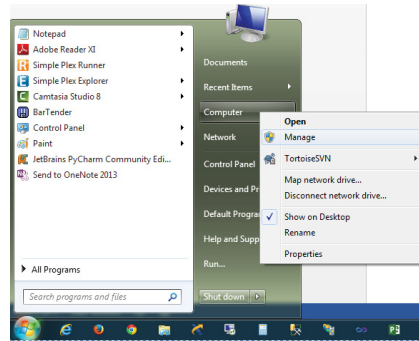 Notepad
Adobe Reader XI
Simple Plex Runner
Simple Plex Explorer
Camtasia Studio 8
BarTender
Control Panel
Paint
JetBrains PyCharm Community Edi...
Send to OneNote 2013
All Programs
Search programs and files
Documents
Recent Items
Computer
Network
Control Panel
Devices and Pr
Default Progra
Help and Supp
Run...
Shut down
Open
Manage
TortoiseSVN
Map network drive...
Disconnect network drive...
Show on Desktop
Rename
Properties